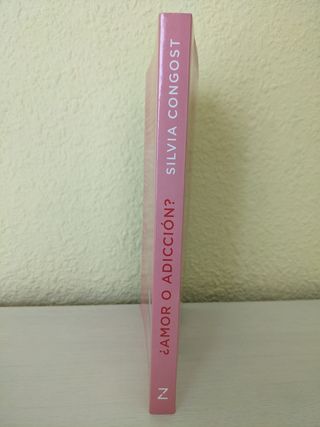 SILVIA CONGOST
¿AMOR O ADICCIÓN?
Z